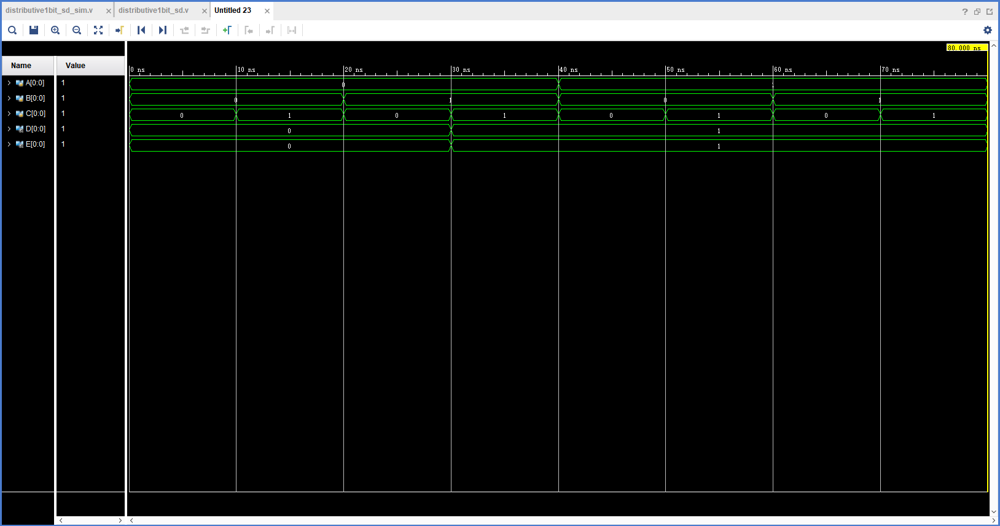 distributive1bit_sd_sim.v × distributive1bit_sd.v × Untitled 23 ×
80.000 ns
Name Value
0 ns 10 ns 20 ns 30 ns 40 ns 50 ns 60 ns 70 ns
A[0:0] 1 0 1
B[0:0] 1 0 1 0 1
C[0:0] 1 0 1 0 1 0 1 0 1
D[0:0] 1 0 1
E[0:0] 1 0 1